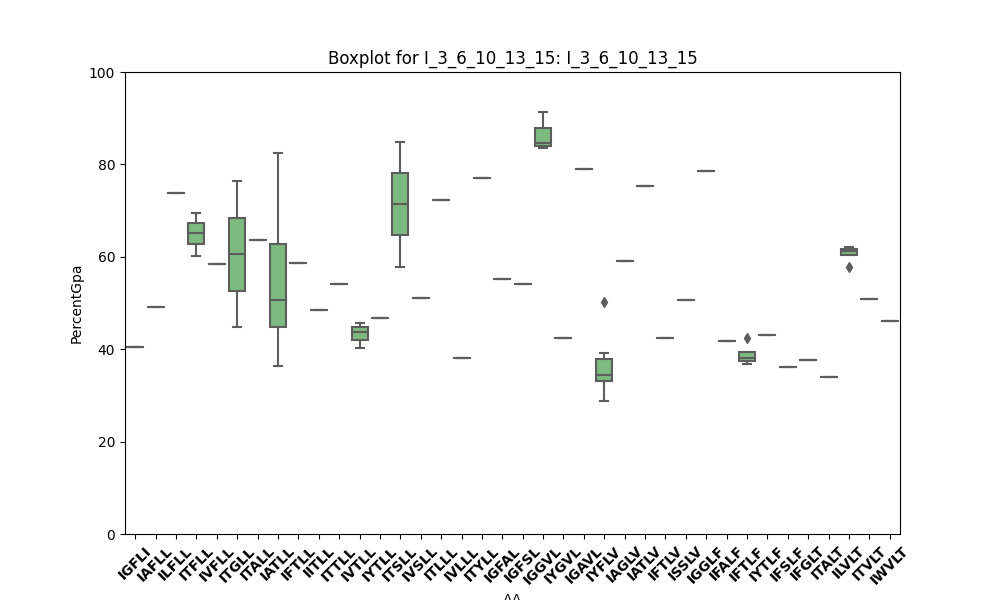 Boxplot for I_3_6_10_13_15: I_3_6_10_13_15
PercentGpa
100
80
60
40
20
0
IGFLI
IAFLL
ILFLL
ITFLL
IVFLL
ITGLL
ITALL
IATLL
IFTLL
IITLL
ITTLL
IVTLL
IYTLL
ITSLL
IVSLL
ITLLL
IVLLL
ITYLL
IGFAL
IGFSL
IGGVL
IYGVL
IGAVL
IYFLV
IAGLV
IATLV
IFTLV
ISSLV
IGGLF
IFALF
IFTLF
IYTLF
IFSLF
IFGLT
ITALT
ILVLT
ITVLT
IWVLT
AA